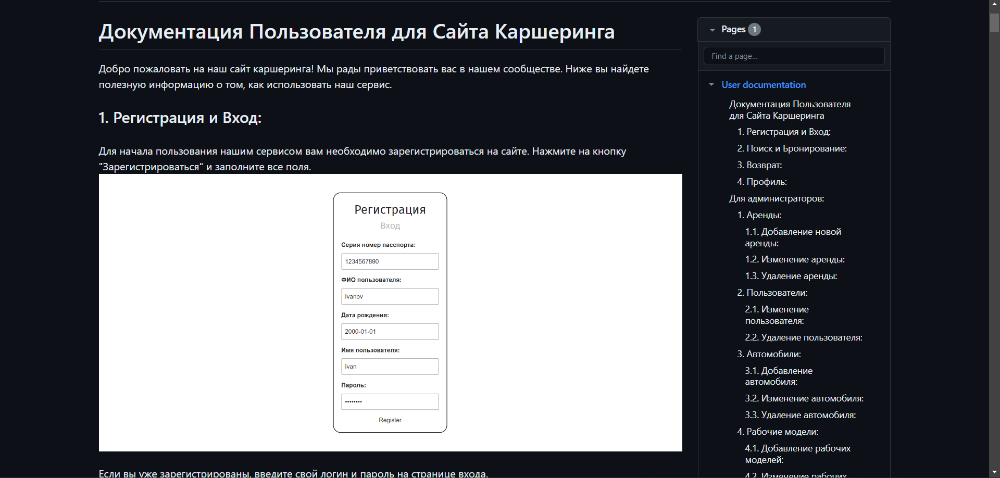 Документация Пользователя для Сайта Каршеринга
Добро пожаловать на наш сайт каршеринга! Мы рады приветствовать вас в нашем сообществе. Ниже вы найдете
полезную информацию о том, как использовать наш сервис.
1. Регистрация и Вход:
Для начала пользования нашим сервисом вам необходимо зарегистрироваться на сайте. Нажмите на кнопку
"Зарегистрироваться" и заполните все поля.
Регистрация
Вход
Серия номер пасспорта:
1234567890
ФИО пользователя:
Ivanov
Дата рождения:
2000-01-01
Имя пользователя:
Ivan
Пароль:
••••••••
Register
Если вы уже зарегистрированы, введите свой логин и пароль на странице входа.
Pages 1
Find a page...
User documentation
Документация Пользователя
для Сайта Каршеринга
1. Регистрация и Вход:
2. Поиск и Бронирование:
3. Возврат:
4. Профиль:
Для администраторов:
1. Аренды:
1.1. Добавление новой
аренды:
1.2. Изменение аренды:
1.3. Удаление аренды:
2. Пользователи:
2.1. Изменение
пользователя:
2.2. Удаление пользователя:
3. Автомобили:
3.1. Добавление
автомобиля:
3.2. Изменение автомобиля:
3.3. Удаление автомобиля:
4. Рабочие модели:
4.1. Добавление рабочих
моделей:
4.2. Изменение рабочих